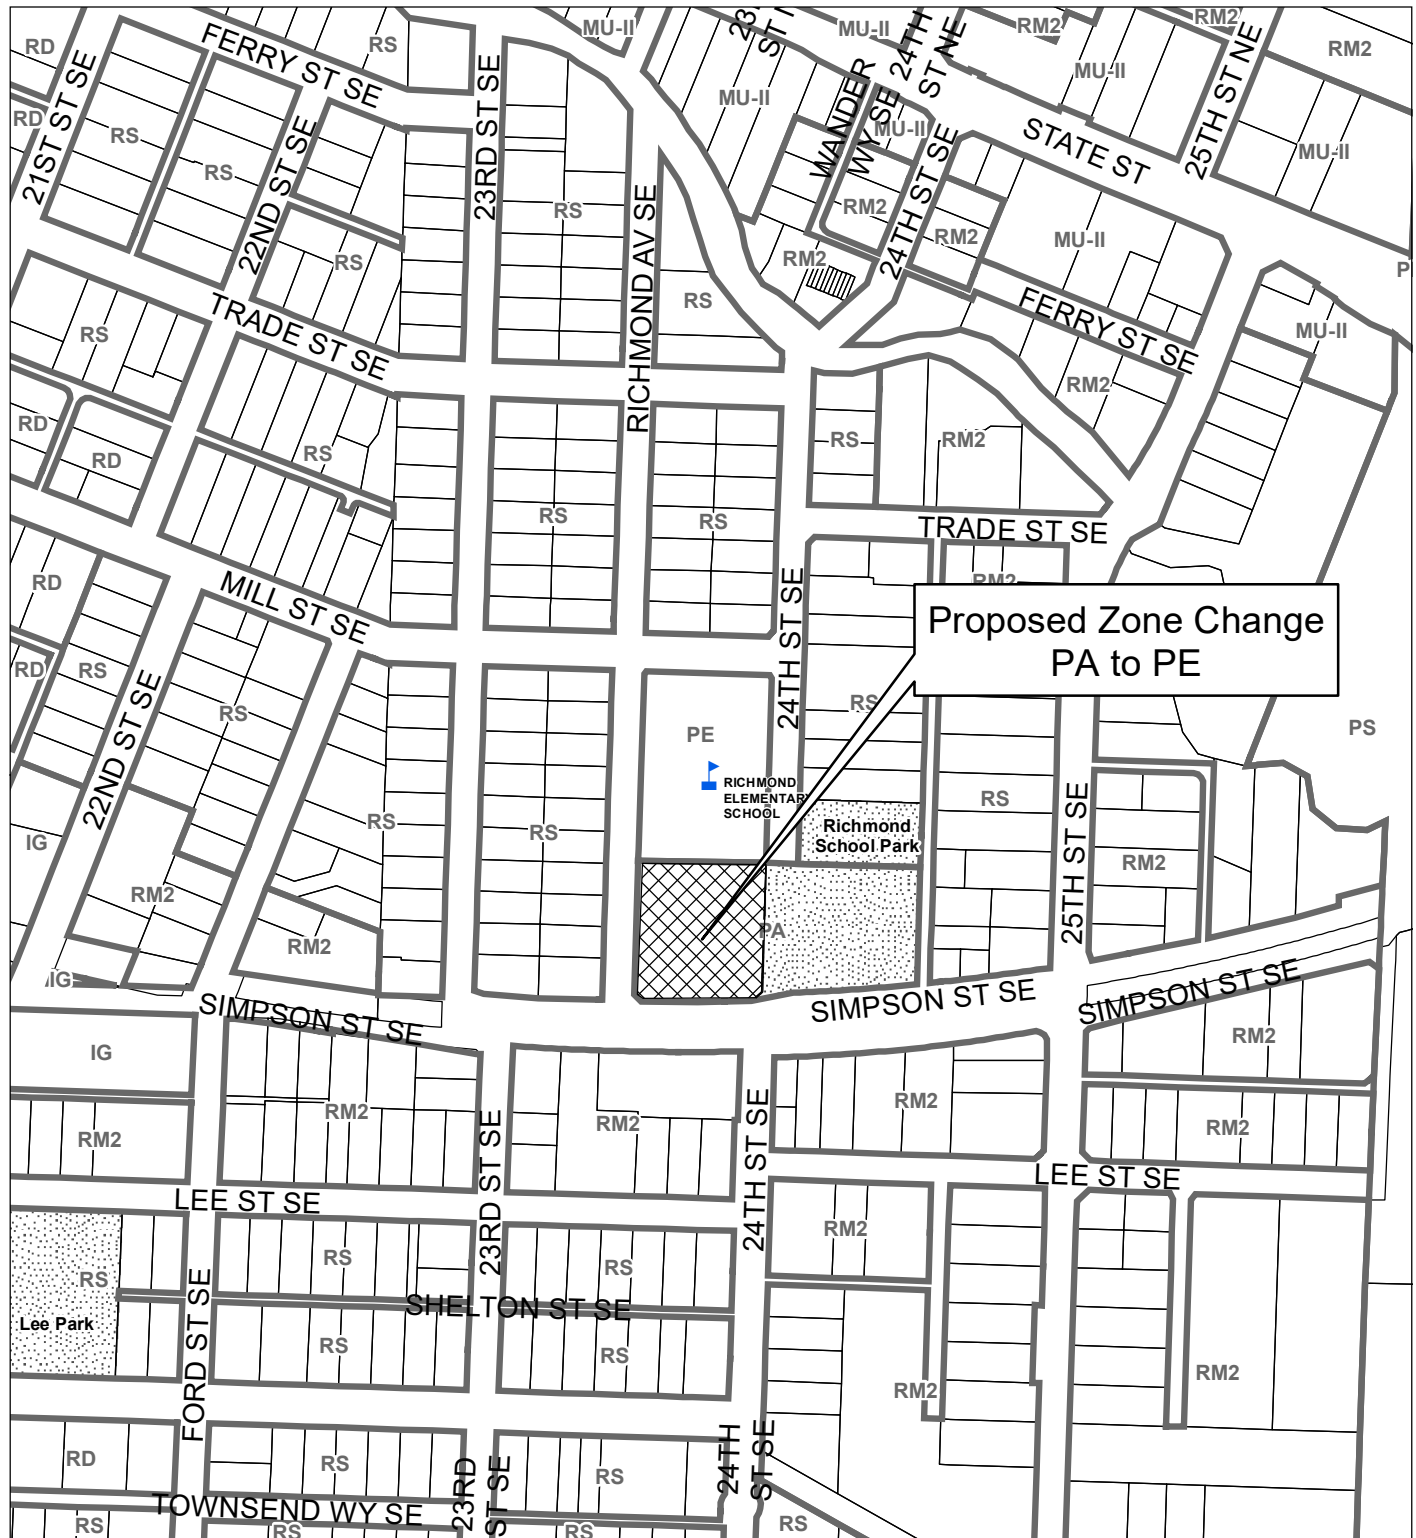 RD
FERRY ST SE
RS
MU-II
23RD
MU-II
24TH
ST NE
RM2
RM2
25TH ST NE
RM2
21ST ST SE
RD
RS
RS
22ND ST SE
23RD ST SE
RS
MU-II
WANDER
WY SE
MU-II
24TH ST SE
MU-II
STATE ST
MU-II
RICHMOND AV SE
RM2
RM2
RM2
MU-II
RS
RS
FERRY ST SE
MU-II
RS
TRADE ST SE
RM2
RD
RD
RS
RS
RM2
RS
RS
TRADE ST SE
RD
MILL ST SE
24TH ST SE
RM2
Proposed Zone Change
PA to PE
RD
RS
22ND ST SE
RS
PE
RS
PS
RICHMOND
ELEMENTARY
SCHOOL
RS
25TH ST SE
IG
RS
RS
Richmond
School Park
RM2
RM2
RM2
PA
IG
SIMPSON ST SE
SIMPSON ST SE
SIMPSON ST SE
IG
RM2
RM2
RM2
23RD ST SE
RM2
24TH ST SE
RM2
RM2
LEE ST SE
LEE ST SE
RM2
RS
RS
RS
FORD ST SE
SHELTON ST SE
Lee Park
RS
RS
RM2
RM2
RD
RS
23RD
ST SE
RS
24TH
ST SE
TOWNSEND WY SE
RS
RS
RS
RS